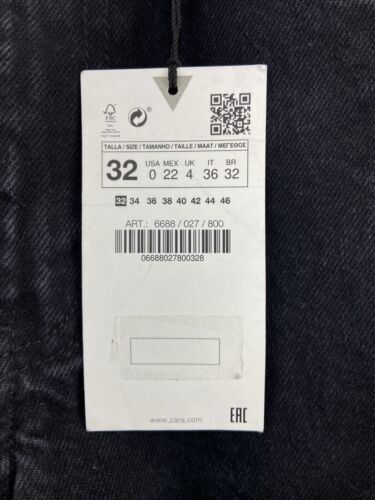 FSC
TALLA / SIZE / TAMANHO / TAILLE / MAAT / ΜΕΓΕΘΟΣ
32 USA MEX UK IT BR
0 22 4 36 32
32 34 36 38 40 42 44 46
ART.: 6688 / 027 / 800
06688027800328
www.zara.com
EAC